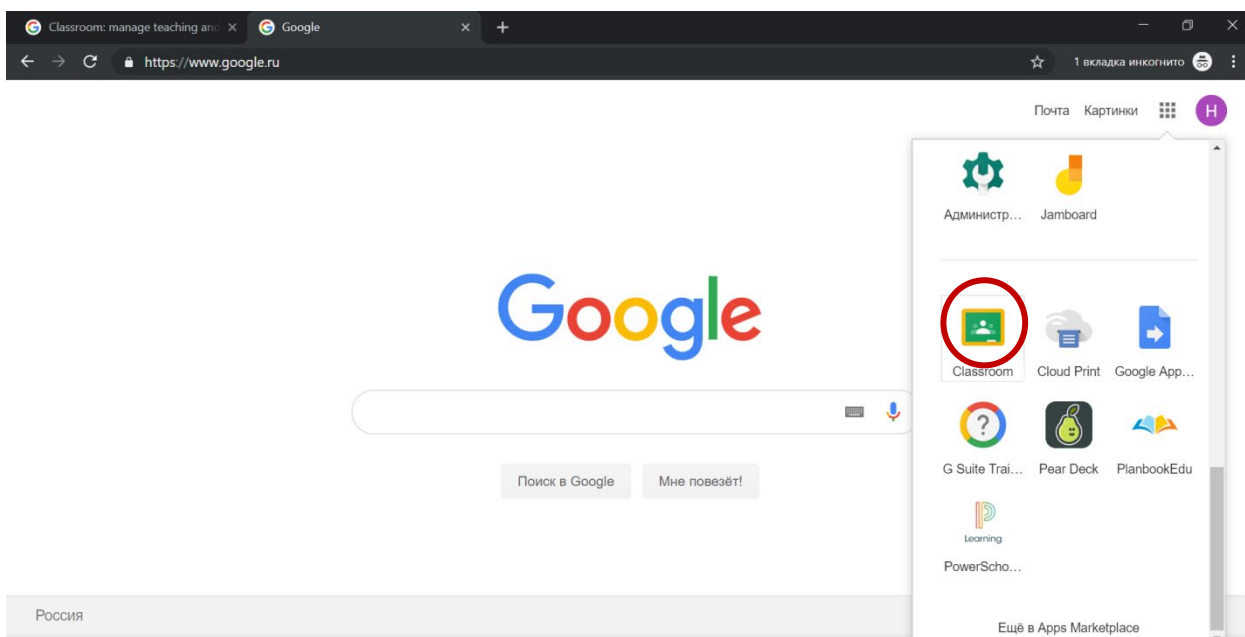 Classroom: manage teaching and
Google
https://www.google.ru
1 вкладка инкогнито
Почта Картинки
H
Администр... Jamboard
Google
Classroom Cloud Print Google App...
?
G Suite Trai... Pear Deck PlanbookEdu
Поиск в Google Мне повезёт!
Learning
PowerScho...
Россия
Ещё в Apps Marketplace